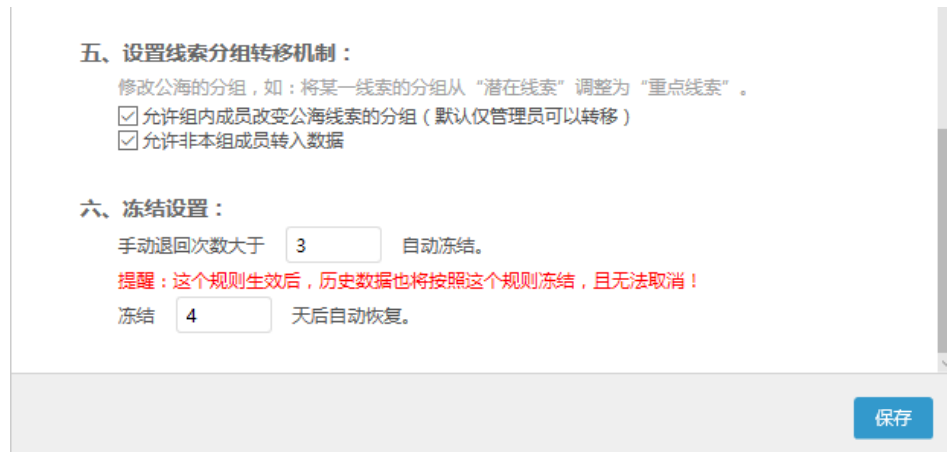 五、设置线索分组转移机制：
修改公海的分组，如：将某一线索的分组从“潜在线索”调整为“重点线索”。
允许组内成员改变公海线索的分组（默认仅管理员可以转移）
允许非本组成员转入数据
六、冻结设置：
手动退回次数大于 3 自动冻结。
提醒：这个规则生效后，历史数据也将按照这个规则冻结，且无法取消！
冻结 4 天后自动恢复。
保存